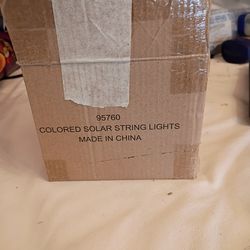 95760
COLORED SOLAR STRING LIGHTS
MADE IN CHINA